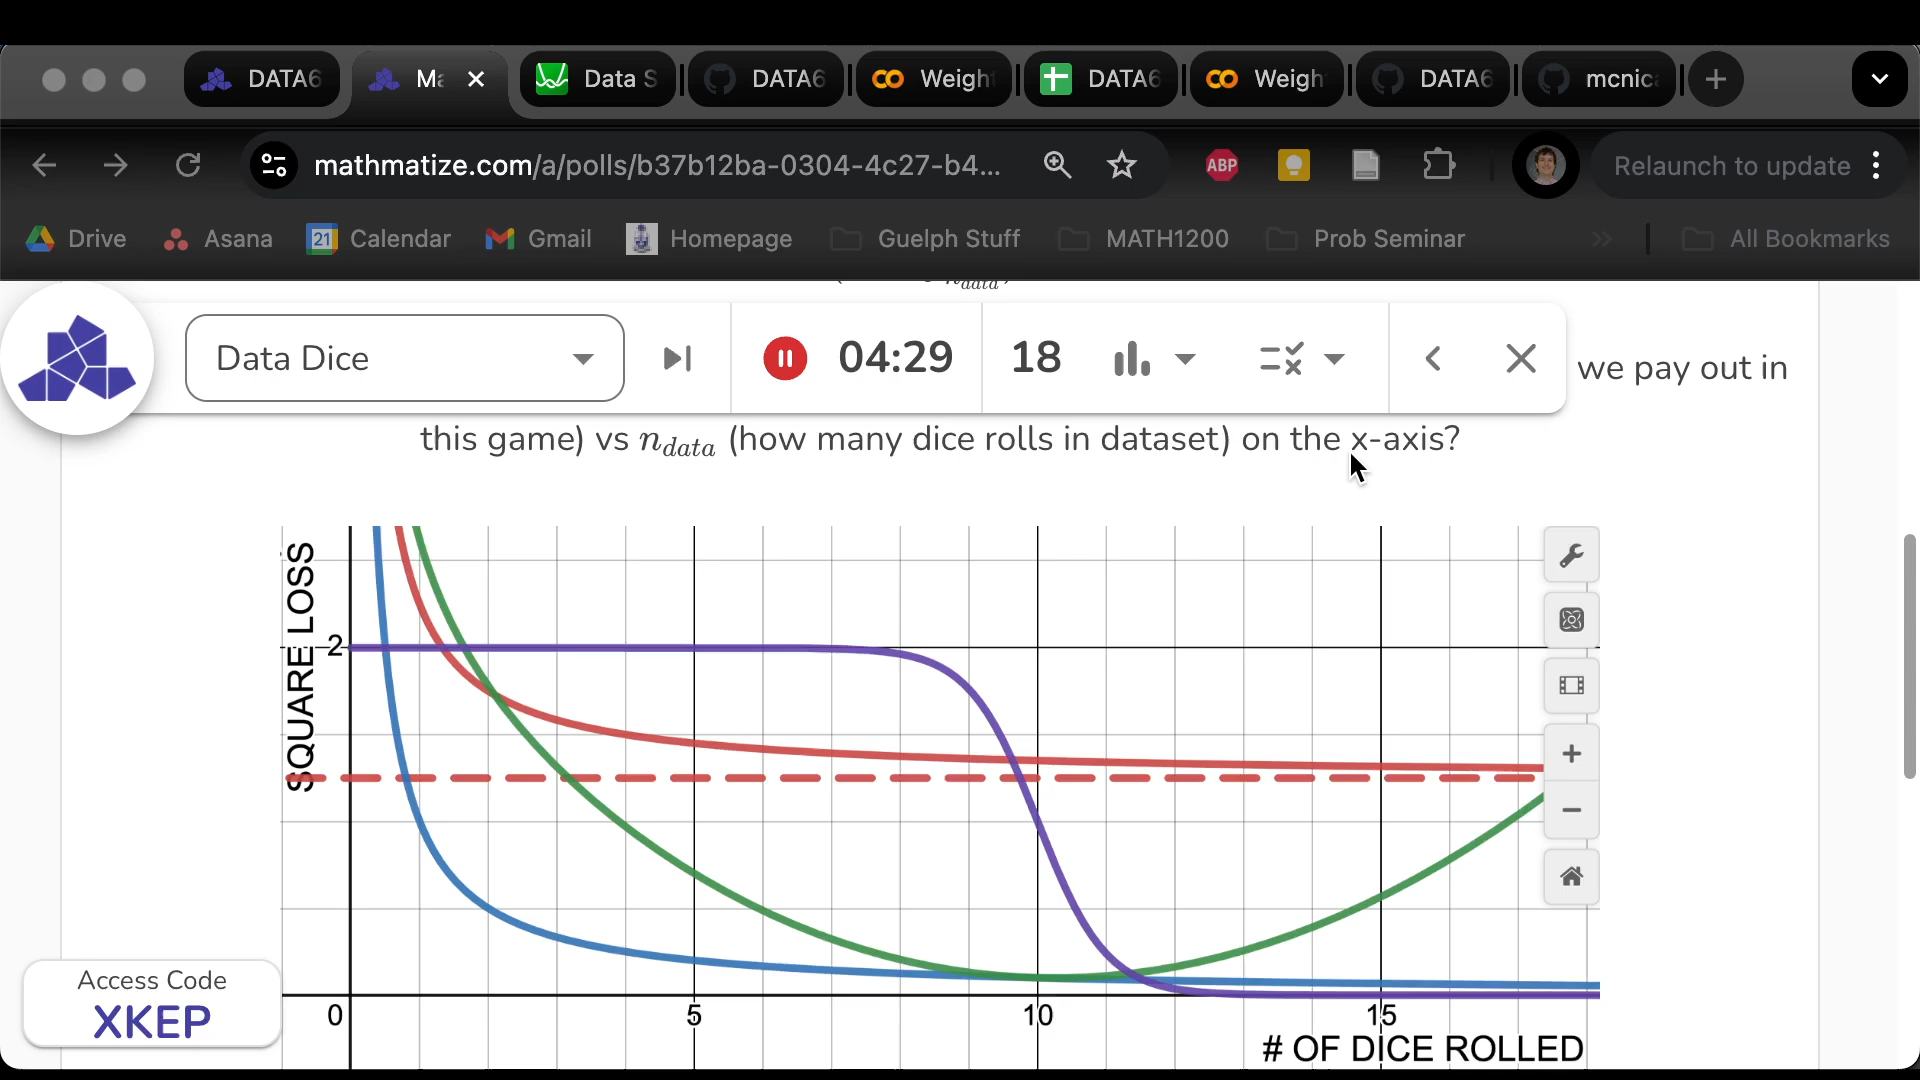 DATA6
Ma
Data S
DATA6
Weigh
DATA6
Weigh
DATA6
mcnic
mathmatize.com/a/polls/b37b12ba-0304-4c27-b4...
ABP
Relaunch to update
Drive
Asana
21
Calendar
Gmail
Homepage
Guelph Stuff
MATH1200
Prob Seminar
All Bookmarks
n_data
Data Dice
04:29
18
we pay out in
this game) vs n_data (how many dice rolls in dataset) on the x-axis?
SQUARE LOSS
2
0
5
10
15
# OF DICE ROLLED
Access Code
XKEP